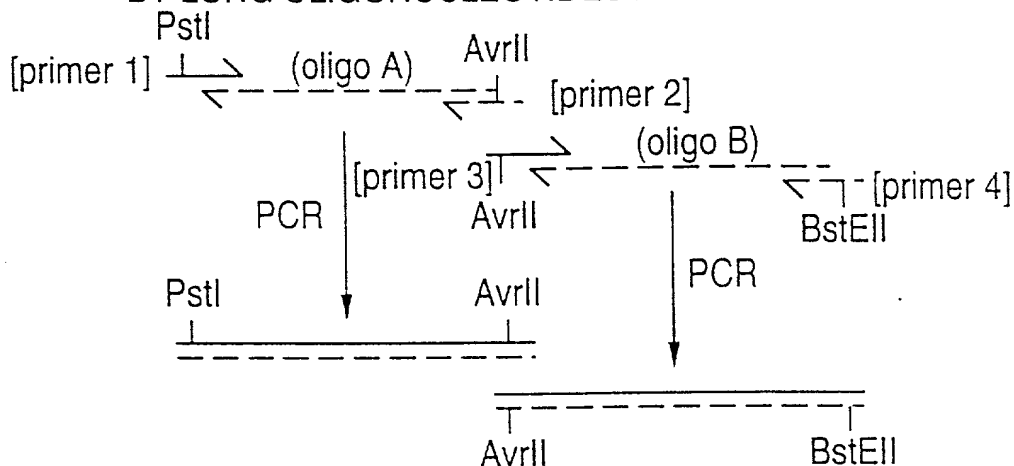 PstI
[primer 1]
(oligo A)
AvrII
[primer 2]
(oligo B)
[primer 3]
[primer 4]
PCR
AvrII
BstEII
PCR
PstI
AvrII
AvrII
BstEII